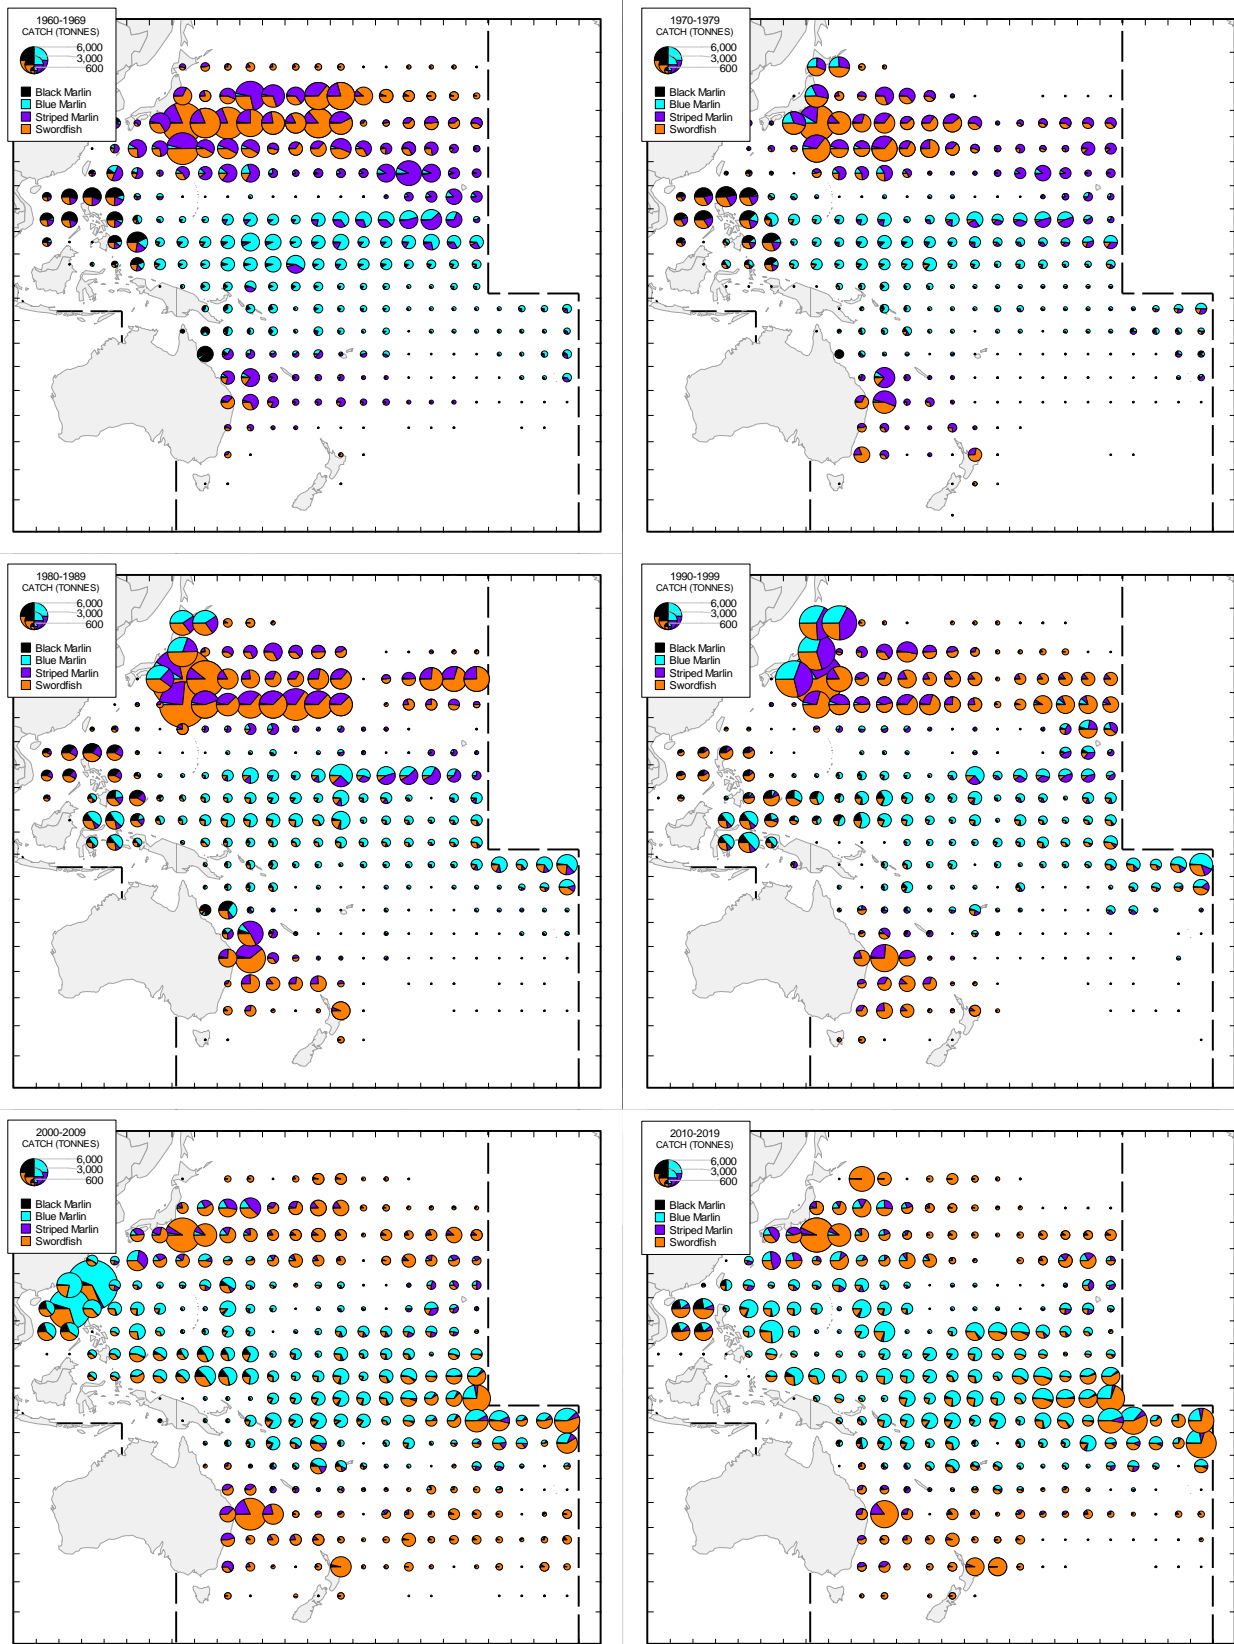 1960-1969
CATCH (TONNES)
6,000
3,000
600
Black Marlin
Blue Marlin
Striped Marlin
Swordfish
1970-1979
CATCH (TONNES)
6,000
3,000
600
Black Marlin
Blue Marlin
Striped Marlin
Swordfish
1980-1989
CATCH (TONNES)
6,000
3,000
600
Black Marlin
Blue Marlin
Striped Marlin
Swordfish
1990-1999
CATCH (TONNES)
6,000
3,000
600
Black Marlin
Blue Marlin
Striped Marlin
Swordfish
2000-2009
CATCH (TONNES)
6,000
3,000
600
Black Marlin
Blue Marlin
Striped Marlin
Swordfish
2010-2019
CATCH (TONNES)
6,000
3,000
600
Black Marlin
Blue Marlin
Striped Marlin
Swordfish